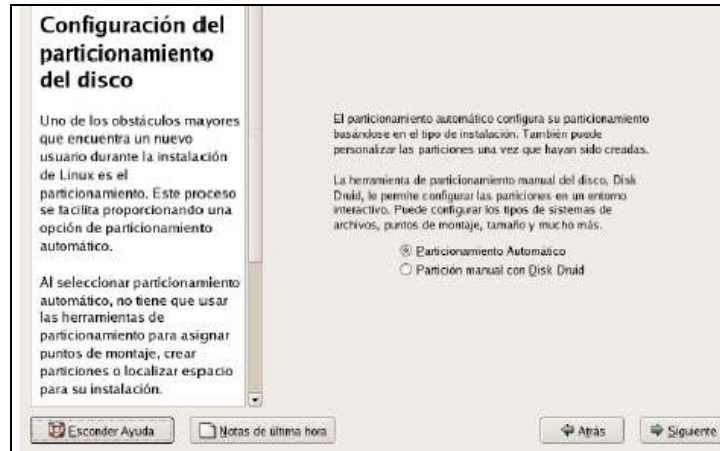 Configuración del
particionamiento
del disco
Uno de los obstáculos mayores
que encuentra un nuevo
usuario durante la instalación
de Linux es el
particionamiento. Este proceso
se facilita proporcionando una
opción de particionamiento
automático.
Al seleccionar particionamiento
automático, no tiene que usar
las herramientas de
particionamiento para asignar
puntos de montaje, crear
particiones o localizar espacio
para su instalación.
El particionamiento automático configura su particionamiento
basándose en el tipo de instalación. También puede
personalizar las particiones una vez que hayan sido creadas.
La herramienta de particionamiento manual del disco, Disk
Druid, le permite configurar las particiones en un entorno
interactivo. Puede configurar los tipos de sistemas de
archivos, puntos de montaje, tamaño y mucho más.
Particionamiento Automático
Partición manual con Disk Druid
Esconder Ayuda
Notas de última hora
Atrás
Siguiente